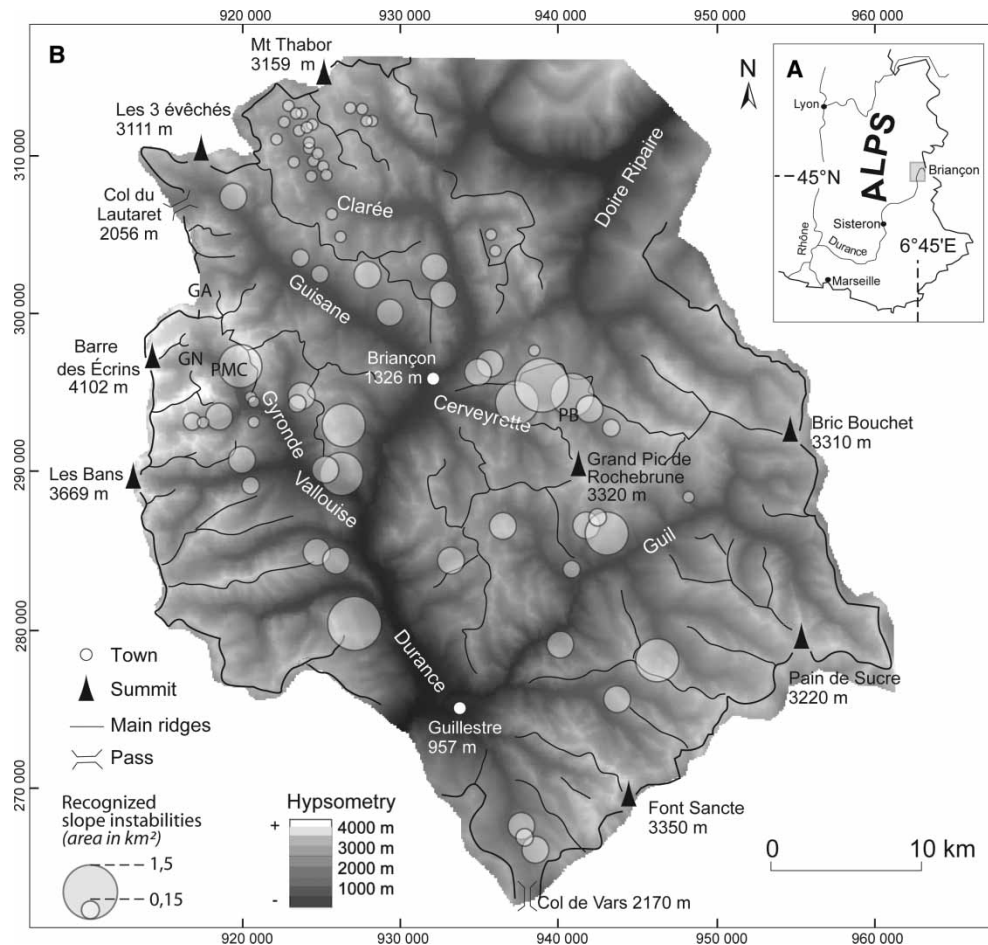 920 000
930 000
940 000
950 000
960 000
B
Mt Thabor
3159 m
N
A
Lyon
ALPS
Briançon
45°N
Sisteron
Rhône
Durance
6°45'E
Marseille
Les 3 évêchés
3111 m
310 000
Col du
Lautaret
2056 m
Clarée
Doire Ripaire
Guisane
300 000
GA
Barre
des Écrins
4102 m
GN
PMC
Briançon
1326 m
Gyronde
Cerveyrette
PB
Bric Bouchet
3310 m
290 000
Les Bans
3669 m
Vallouise
Grand Pic de
Rochebrune
3320 m
Guil
280 000
Durance
Pain de Sucre
3220 m
Guillestre
957 m
270 000
Font Sancte
3350 m
Col de Vars 2170 m
Town
Summit
Main ridges
Pass
Recognized
slope instabilities
(area in km²)
1,5
0,15
Hypsometry
+
-
4000 m
3000 m
2000 m
1000 m
0
10 km
920 000
930 000
940 000
950 000
960 000